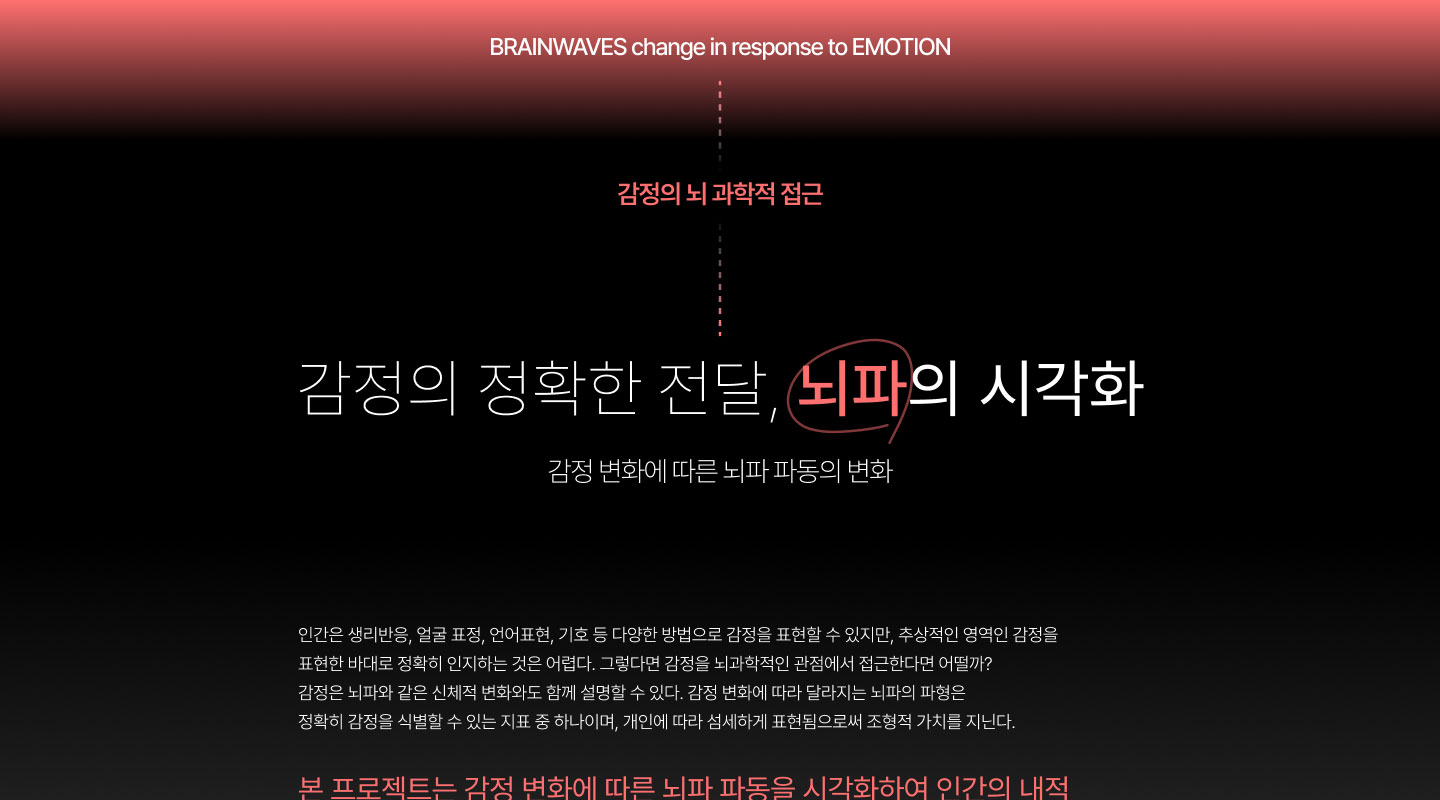 BRAINWAVES change in response to EMOTION
감정의 뇌 과학적 접근
감정의 정확한 전달, 뇌파의 시각화
감정 변화에 따른 뇌파 파동의 변화
인간은 생리반응, 얼굴 표정, 언어표현, 기호 등 다양한 방법으로 감정을 표현할 수 있지만, 추상적인 영역인 감정을
표현한 바대로 정확히 인지하는 것은 어렵다. 그렇다면 감정을 뇌과학적인 관점에서 접근한다면 어떨까?
감정은 뇌파와 같은 신체적 변화와도 함께 설명할 수 있다. 감정 변화에 따라 달라지는 뇌파의 파형은
정확히 감정을 식별할 수 있는 지표 중 하나이며, 개인에 따라 섬세하게 표현됨으로써 조형적 가치를 지닌다.
본 프로젝트는 감정 변화에 따른 뇌파 파동을 시각화하여 인간의 내적